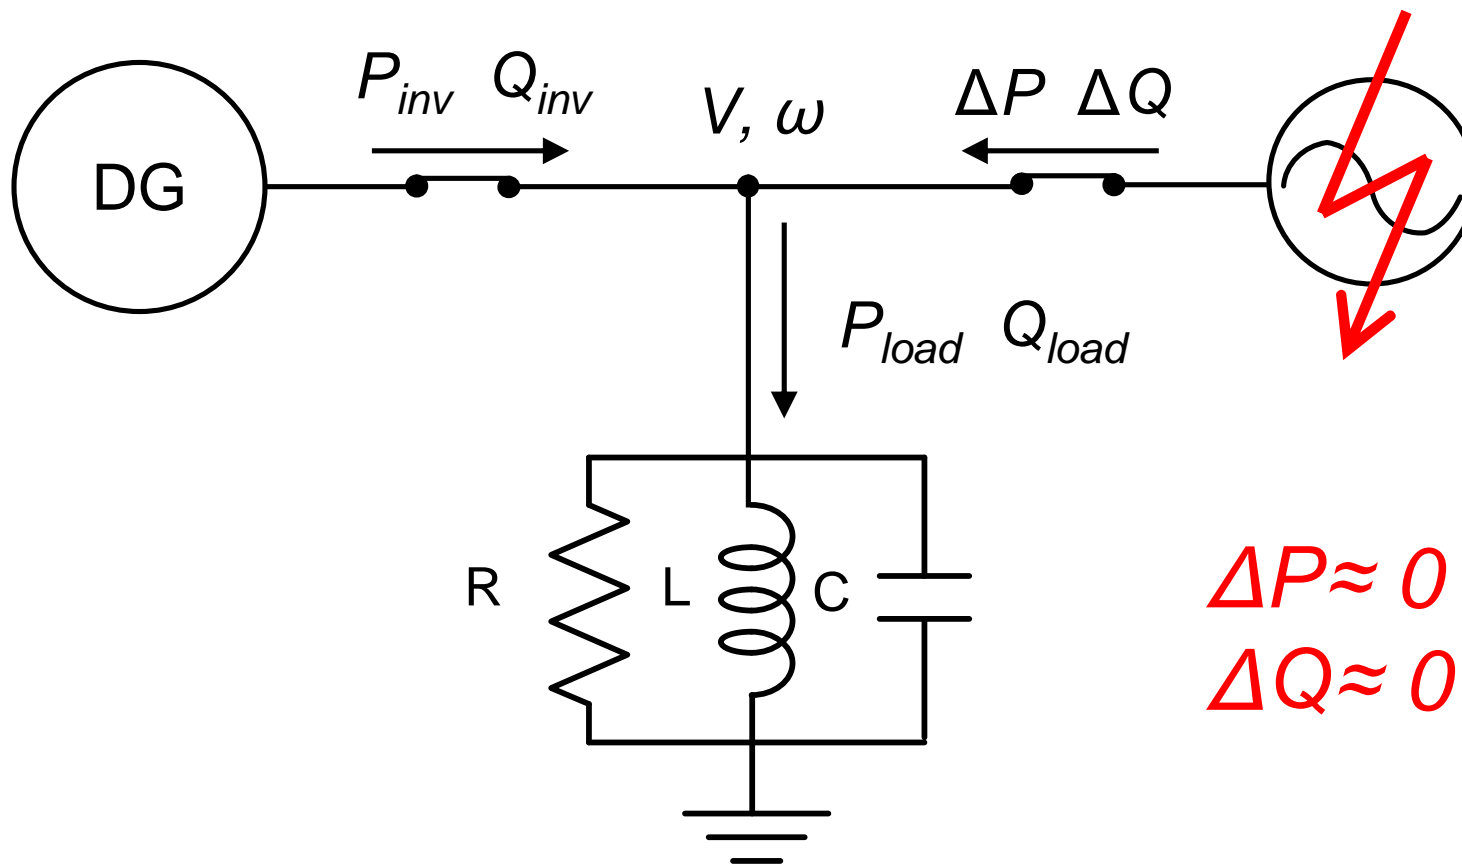 P_inv Q_inv
V, ω
ΔP ΔQ
DG
P_load Q_load
R L C
ΔP≈ 0
ΔQ≈ 0